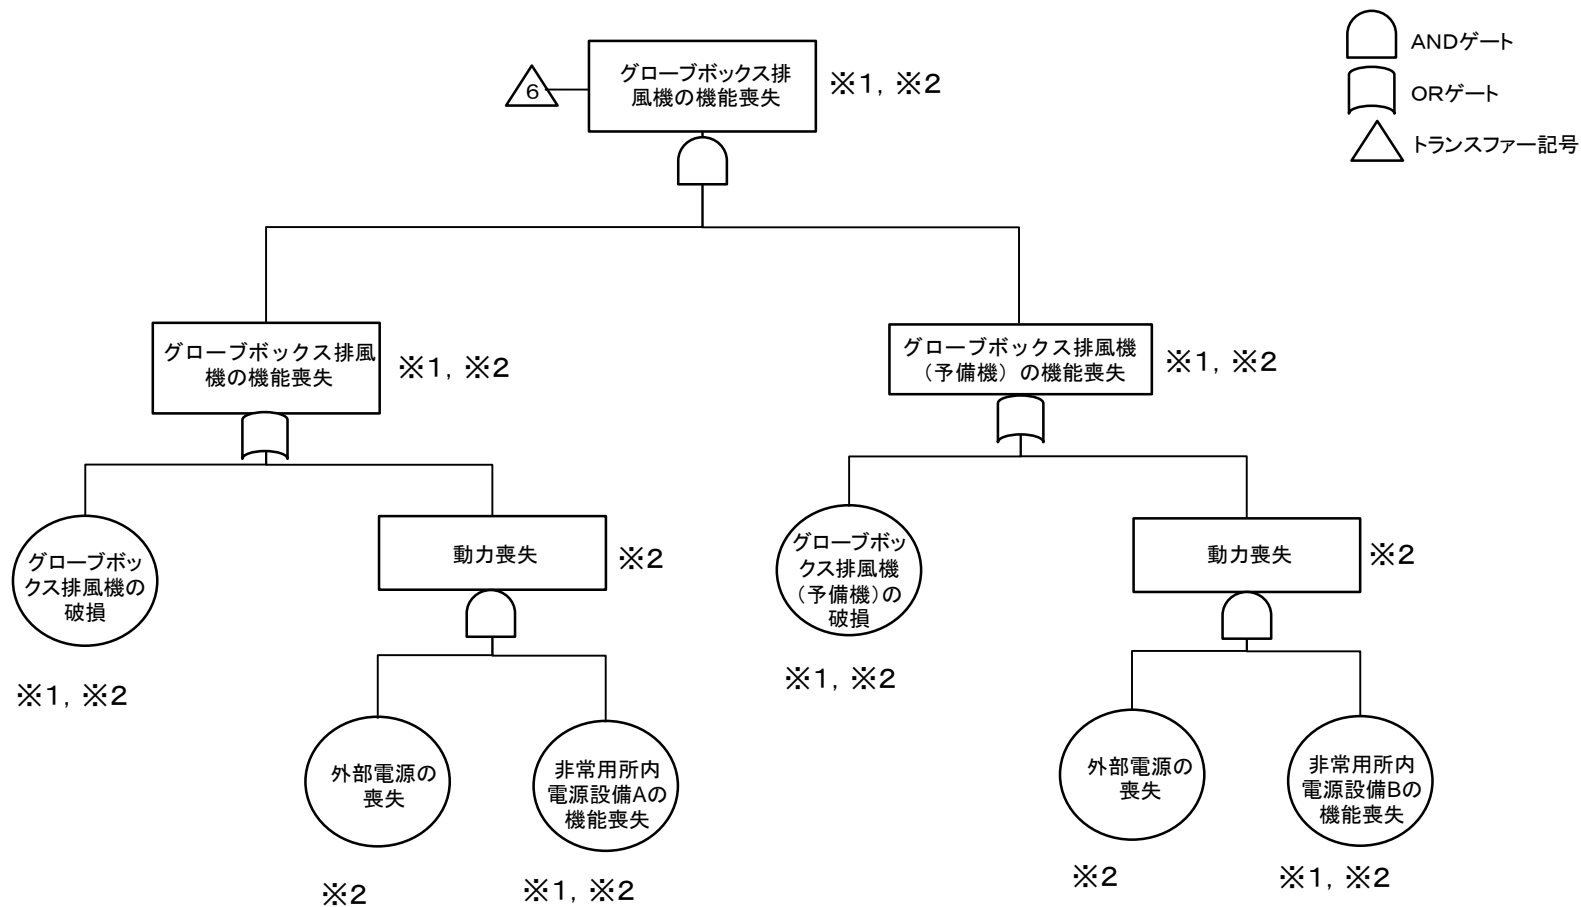 ANDゲート
ORゲート
トランスファー記号
6
グローブボックス排
風機の機能喪失
※1，※2
グローブボックス排風
機の機能喪失
※1，※2
グローブボックス排風機
（予備機）の機能喪失
※1，※2
グローブボッ
クス排風機の
破損
※1，※2
動力喪失
※2
グローブボッ
クス排風機
（予備機）の
破損
※1，※2
動力喪失
※2
外部電源の
喪失
※2
非常用所内
電源設備Aの
機能喪失
※1，※2
外部電源の
喪失
※2
非常用所内
電源設備Bの
機能喪失
※1，※2